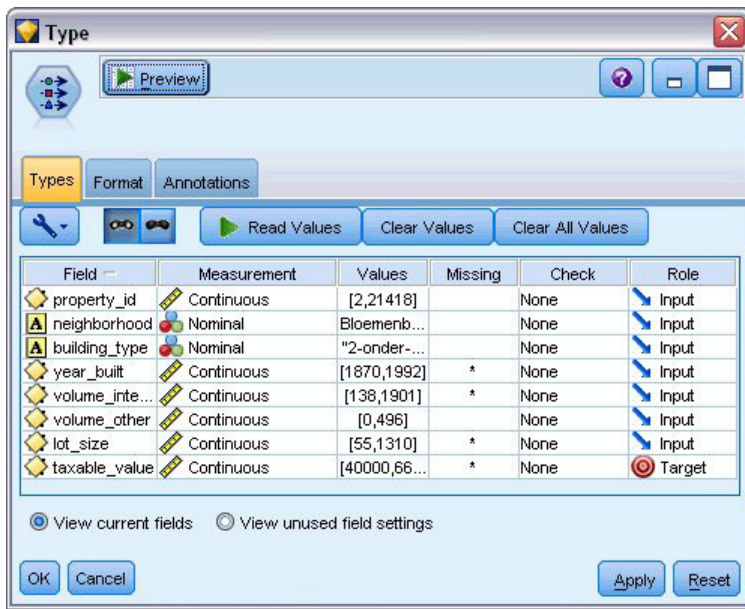 Type
Preview
Types Format Annotations
Read Values Clear Values Clear All Values
Field Measurement Values Missing Check Role
property_id Continuous [2,21418] None Input
A neighborhood Nominal Bloemenb... None Input
A building_type Nominal "2-onder-... None Input
year_built Continuous [1870,1992] * None Input
volume_inte... Continuous [138,1901] * None Input
volume_other Continuous [0,496] None Input
lot_size Continuous [55,1310] * None Input
taxable_value Continuous [40000,66... * None Target
View current fields View unused field settings
OK Cancel Apply Reset